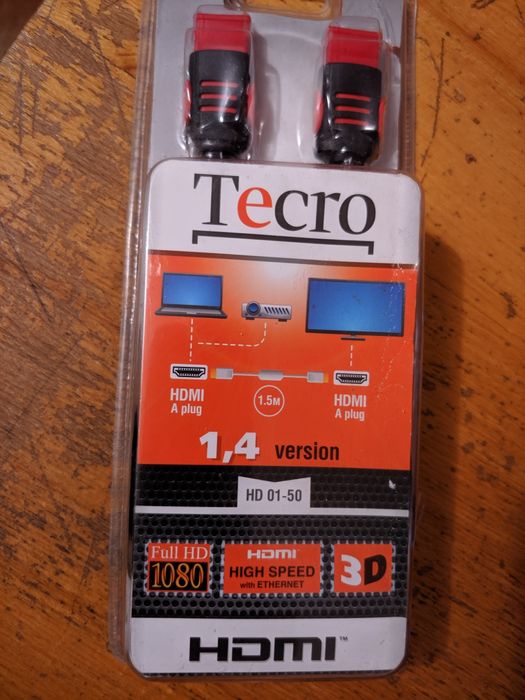 Tecro
HDMI
A plug
1.5м
HDMI
A plug
1,4 version
HD 01-50
Full HD
1080
HDMI
HIGH SPEED
with ETHERNET
3D
HDMI™